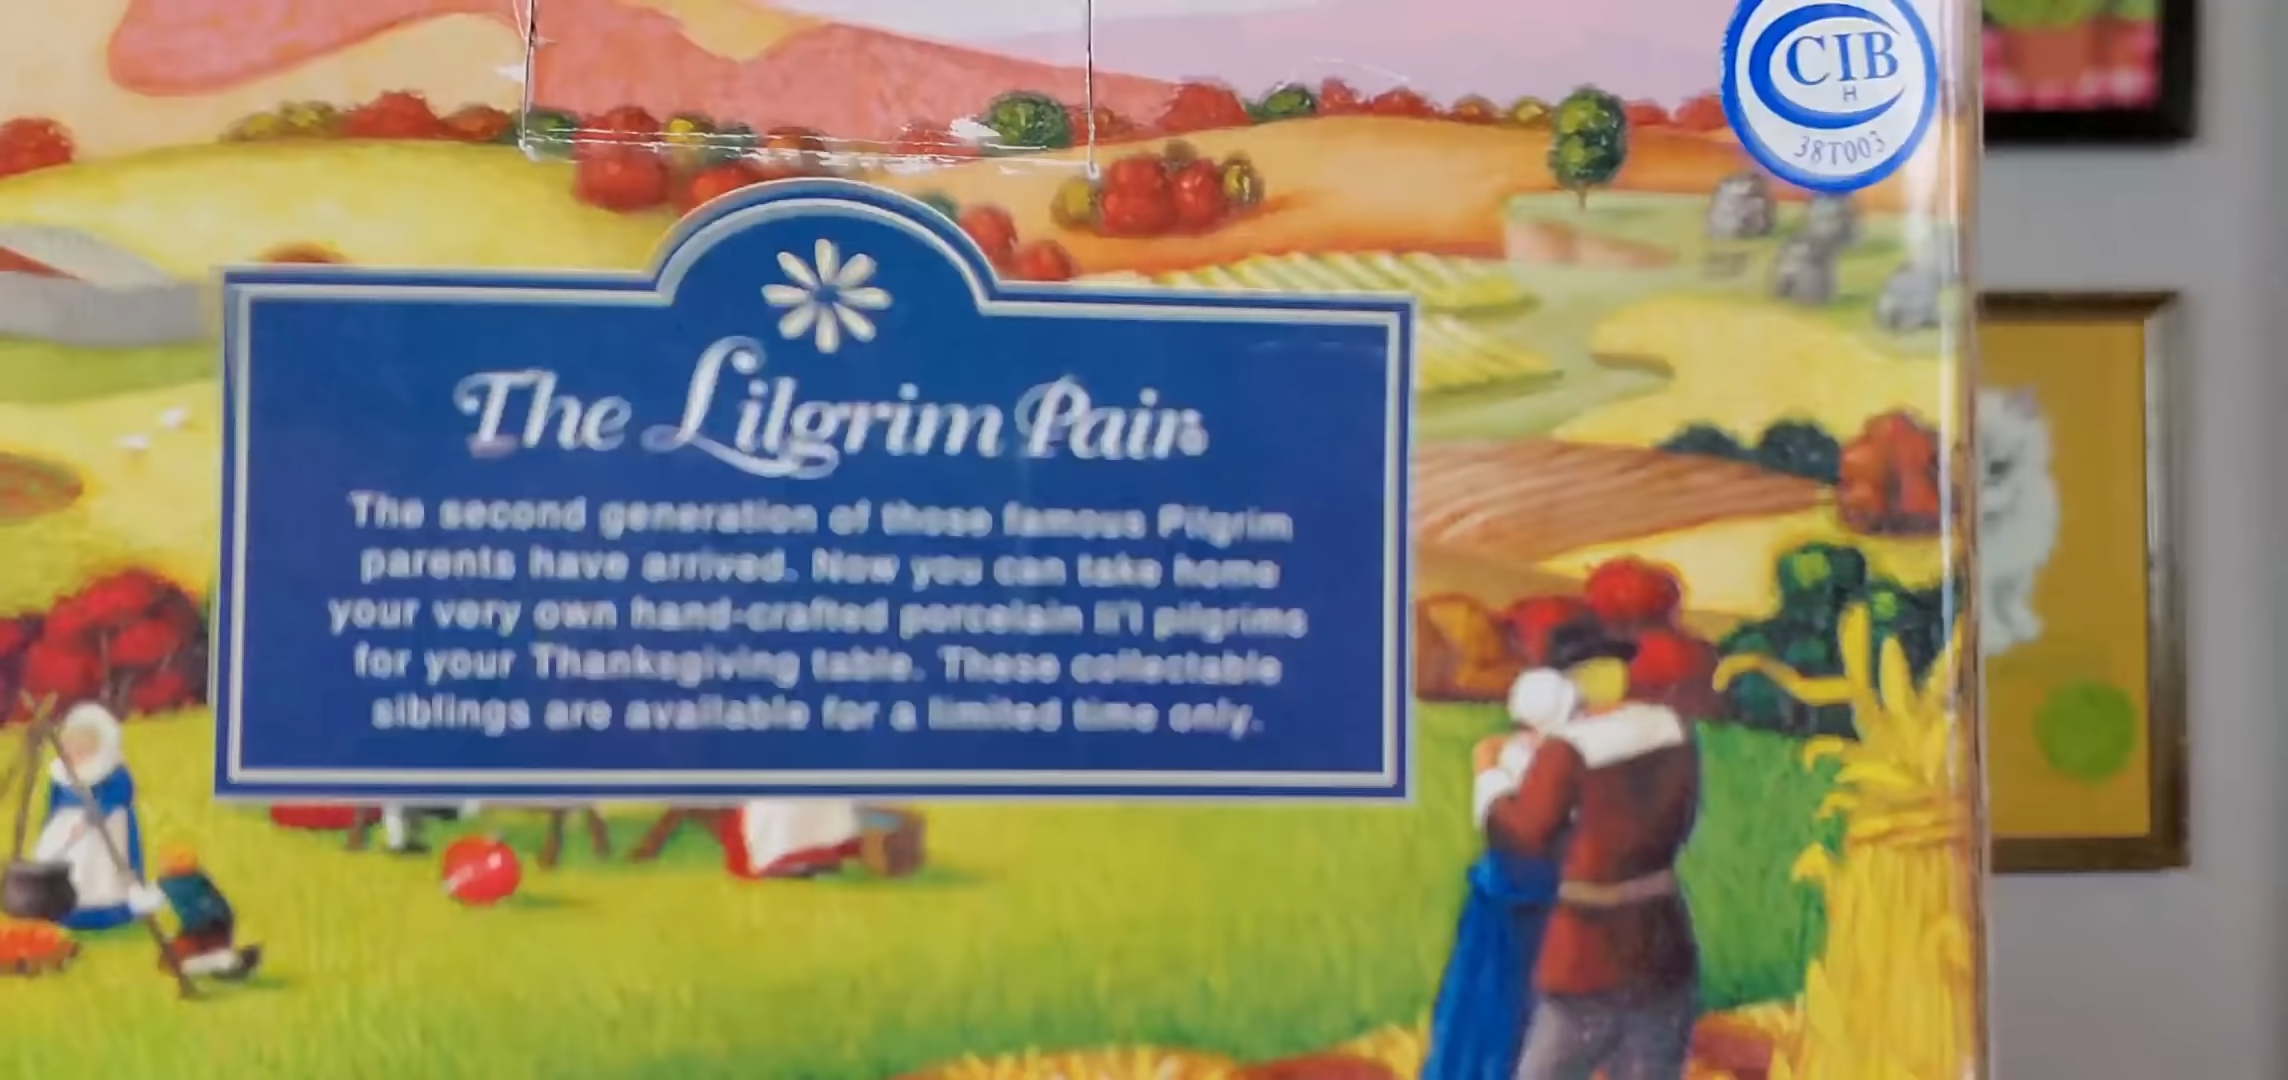 CIB
H
38T003
The Lilgrim Pair®
The second generation of those famous Pilgrim
parents have arrived. Now you can take home
your very own hand-crafted porcelain li'l pilgrims
for your Thanksgiving table. These collectable
siblings are available for a limited time only.